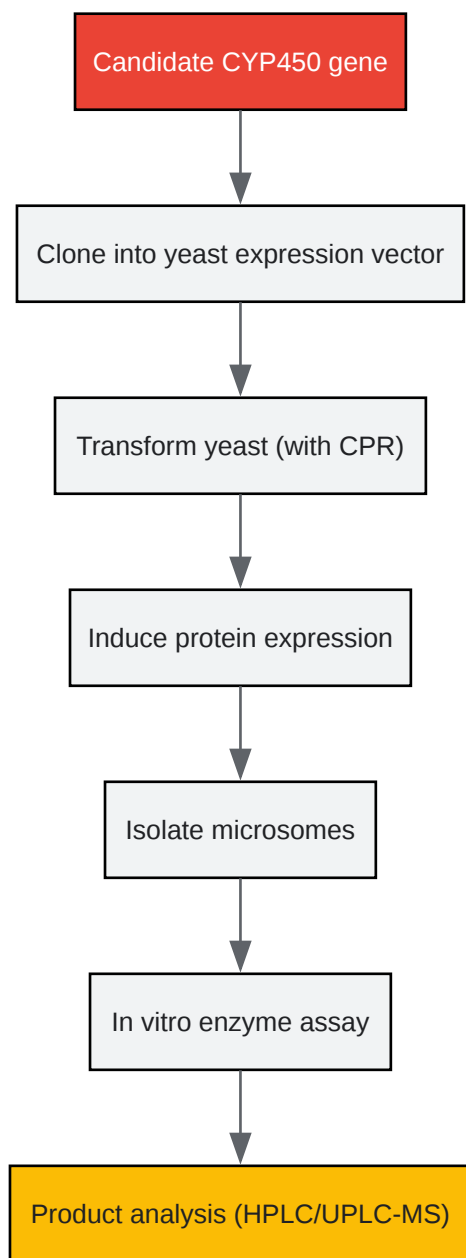 Candidate CYP450 gene
Clone into yeast expression vector
Transform yeast (with CPR)
Induce protein expression
Isolate microsomes
In vitro enzyme assay
Product analysis (HPLC/UPLC-MS)